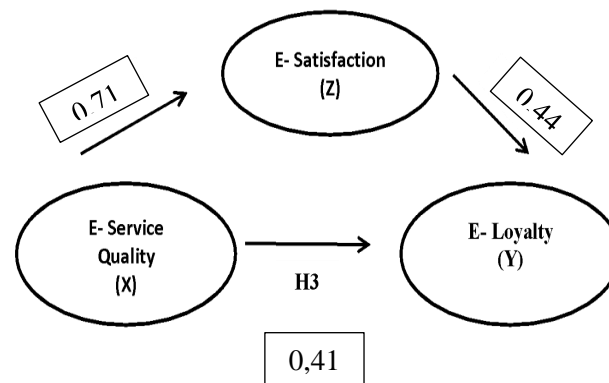 E- Satisfaction
(Z)
0.71
0.44
E- Service
Quality
(X)
E- Loyalty
(Y)
H3
0,41